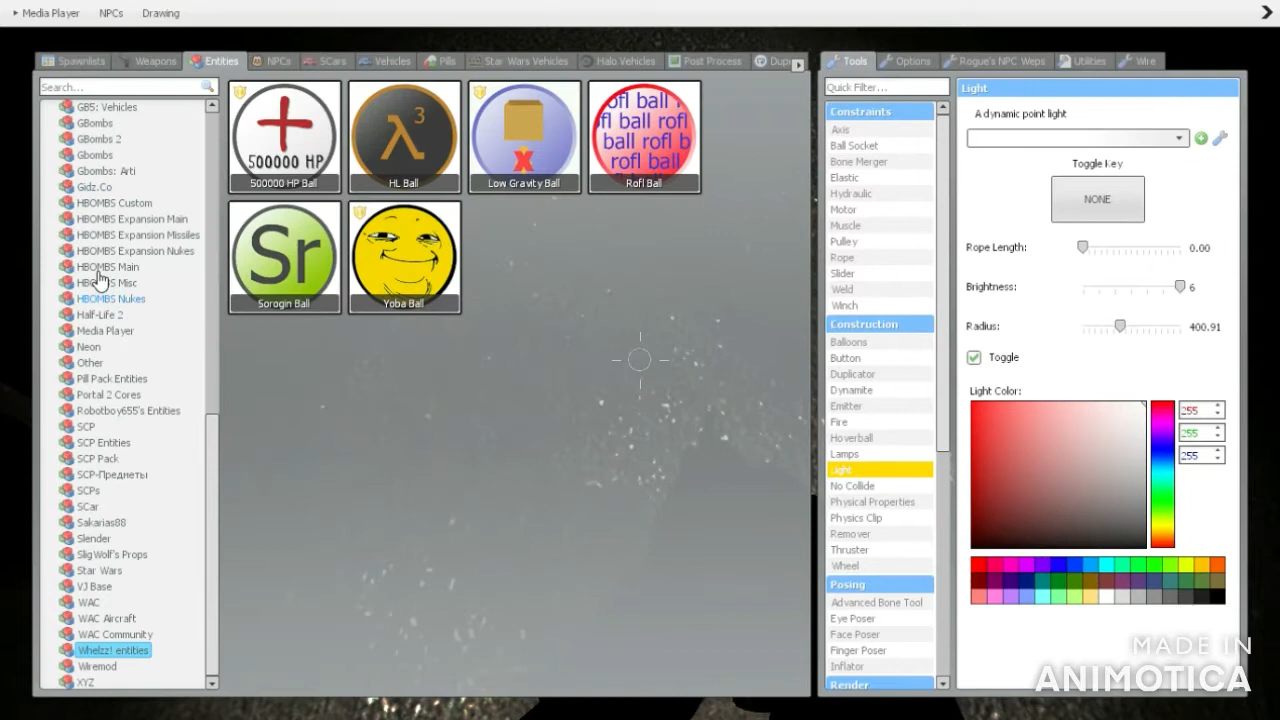 Media Player
NPCs
Drawing
Spawnlists
Weapons
Entities
NPCs
SCars
Vehicles
Pills
Star Wars Vehicles
Halo Vehicles
Post Process
Dup
Search...
GB5: Vehicles
GBombs
GBombs 2
Gbombs
Gbombs: Arti
Gidz.Co
HBOMBS Custom
HBOMBS Expansion Main
HBOMBS Expansion Missiles
HBOMBS Expansion Nukes
HBOMBS Main
HBOMBS Misc
HBOMBS Nukes
Half-Life 2
Media Player
Neon
Other
Pill Pack Entities
Portal 2 Cores
Robotboy655's Entities
SCP
SCP Entities
SCP Pack
SCP-Предметы
SCPs
SCar
Sakarias88
Slender
SligWolf's Props
Star Wars
VJ Base
WAC
WAC Aircraft
WAC Community
Whelzz! entities
Wiremod
XYZ
500000 HP
500000 HP Ball
λ3
HL Ball
Low Gravity Ball
rofl ball
Rofl Ball
Sr
Sorogin Ball
Yoba Ball
Tools
Options
Rogue's NPC Weps
Utilities
Wire
Quick Filter...
Constraints
Axis
Ball Socket
Bone Merger
Elastic
Hydraulic
Motor
Muscle
Pulley
Rope
Slider
Weld
Winch
Construction
Balloons
Button
Duplicator
Dynamite
Emitter
Fire
Hoverball
Lamps
Light
No Collide
Physical Properties
Physics Clip
Remover
Thruster
Wheel
Posing
Advanced Bone Tool
Eye Poser
Face Poser
Finger Poser
Inflator
Render
Light
A dynamic point light
Toggle Key
NONE
Rope Length:
0.00
Brightness:
6
Radius:
400.91
Toggle
Light Color:
255
255
255
MADE IN
ANIMOTICA